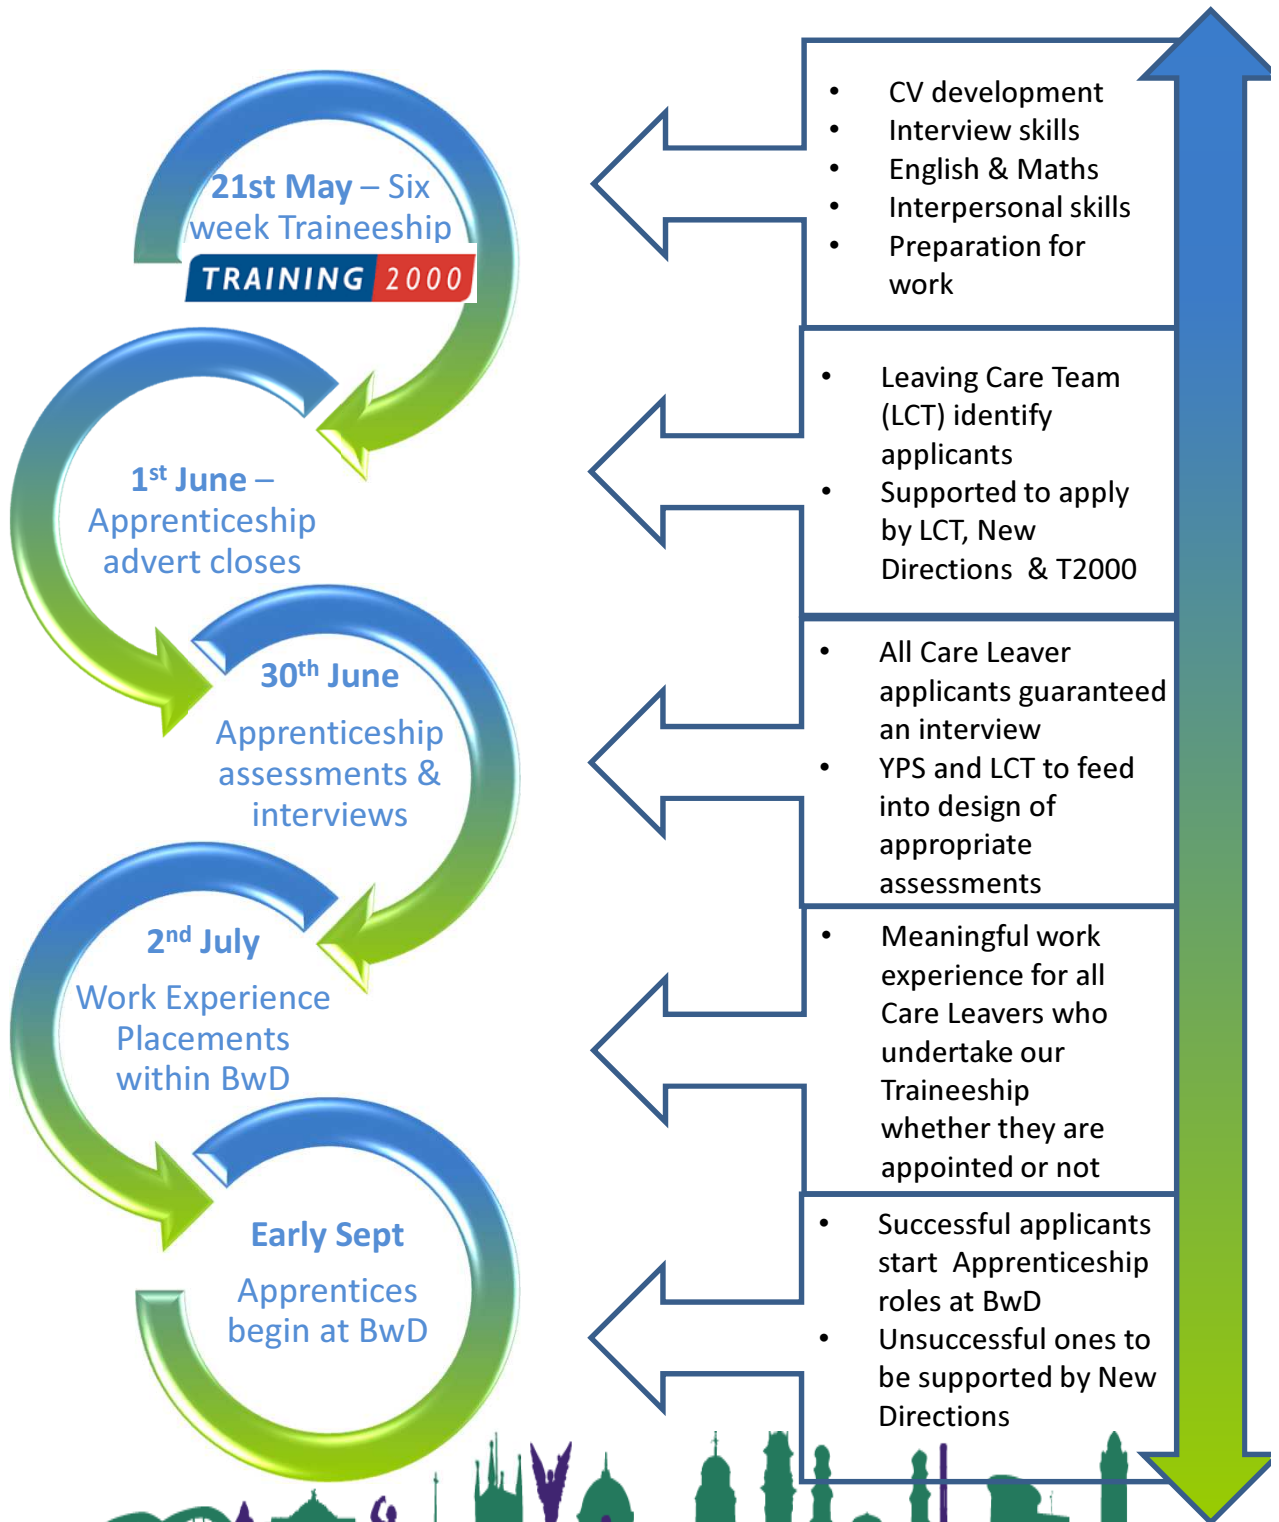 21st May – Six
week Traineeship
TRAINING 2000
• CV development
• Interview skills
• English & Maths
• Interpersonal skills
• Preparation for
work
1st June –
Apprenticeship
advert closes
• Leaving Care Team
(LCT) identify
applicants
• Supported to apply
by LCT, New
Directions & T2000
30th June
Apprenticeship
assessments &
interviews
• All Care Leaver
applicants guaranteed
an interview
• YPS and LCT to feed
into design of
appropriate
assessments
2nd July
Work Experience
Placements
within BwD
• Meaningful work
experience for all
Care Leavers who
undertake our
Traineeship
whether they are
appointed or not
Early Sept
Apprentices
begin at BwD
• Successful applicants
start Apprenticeship
roles at BwD
• Unsuccessful ones to
be supported by New
Directions